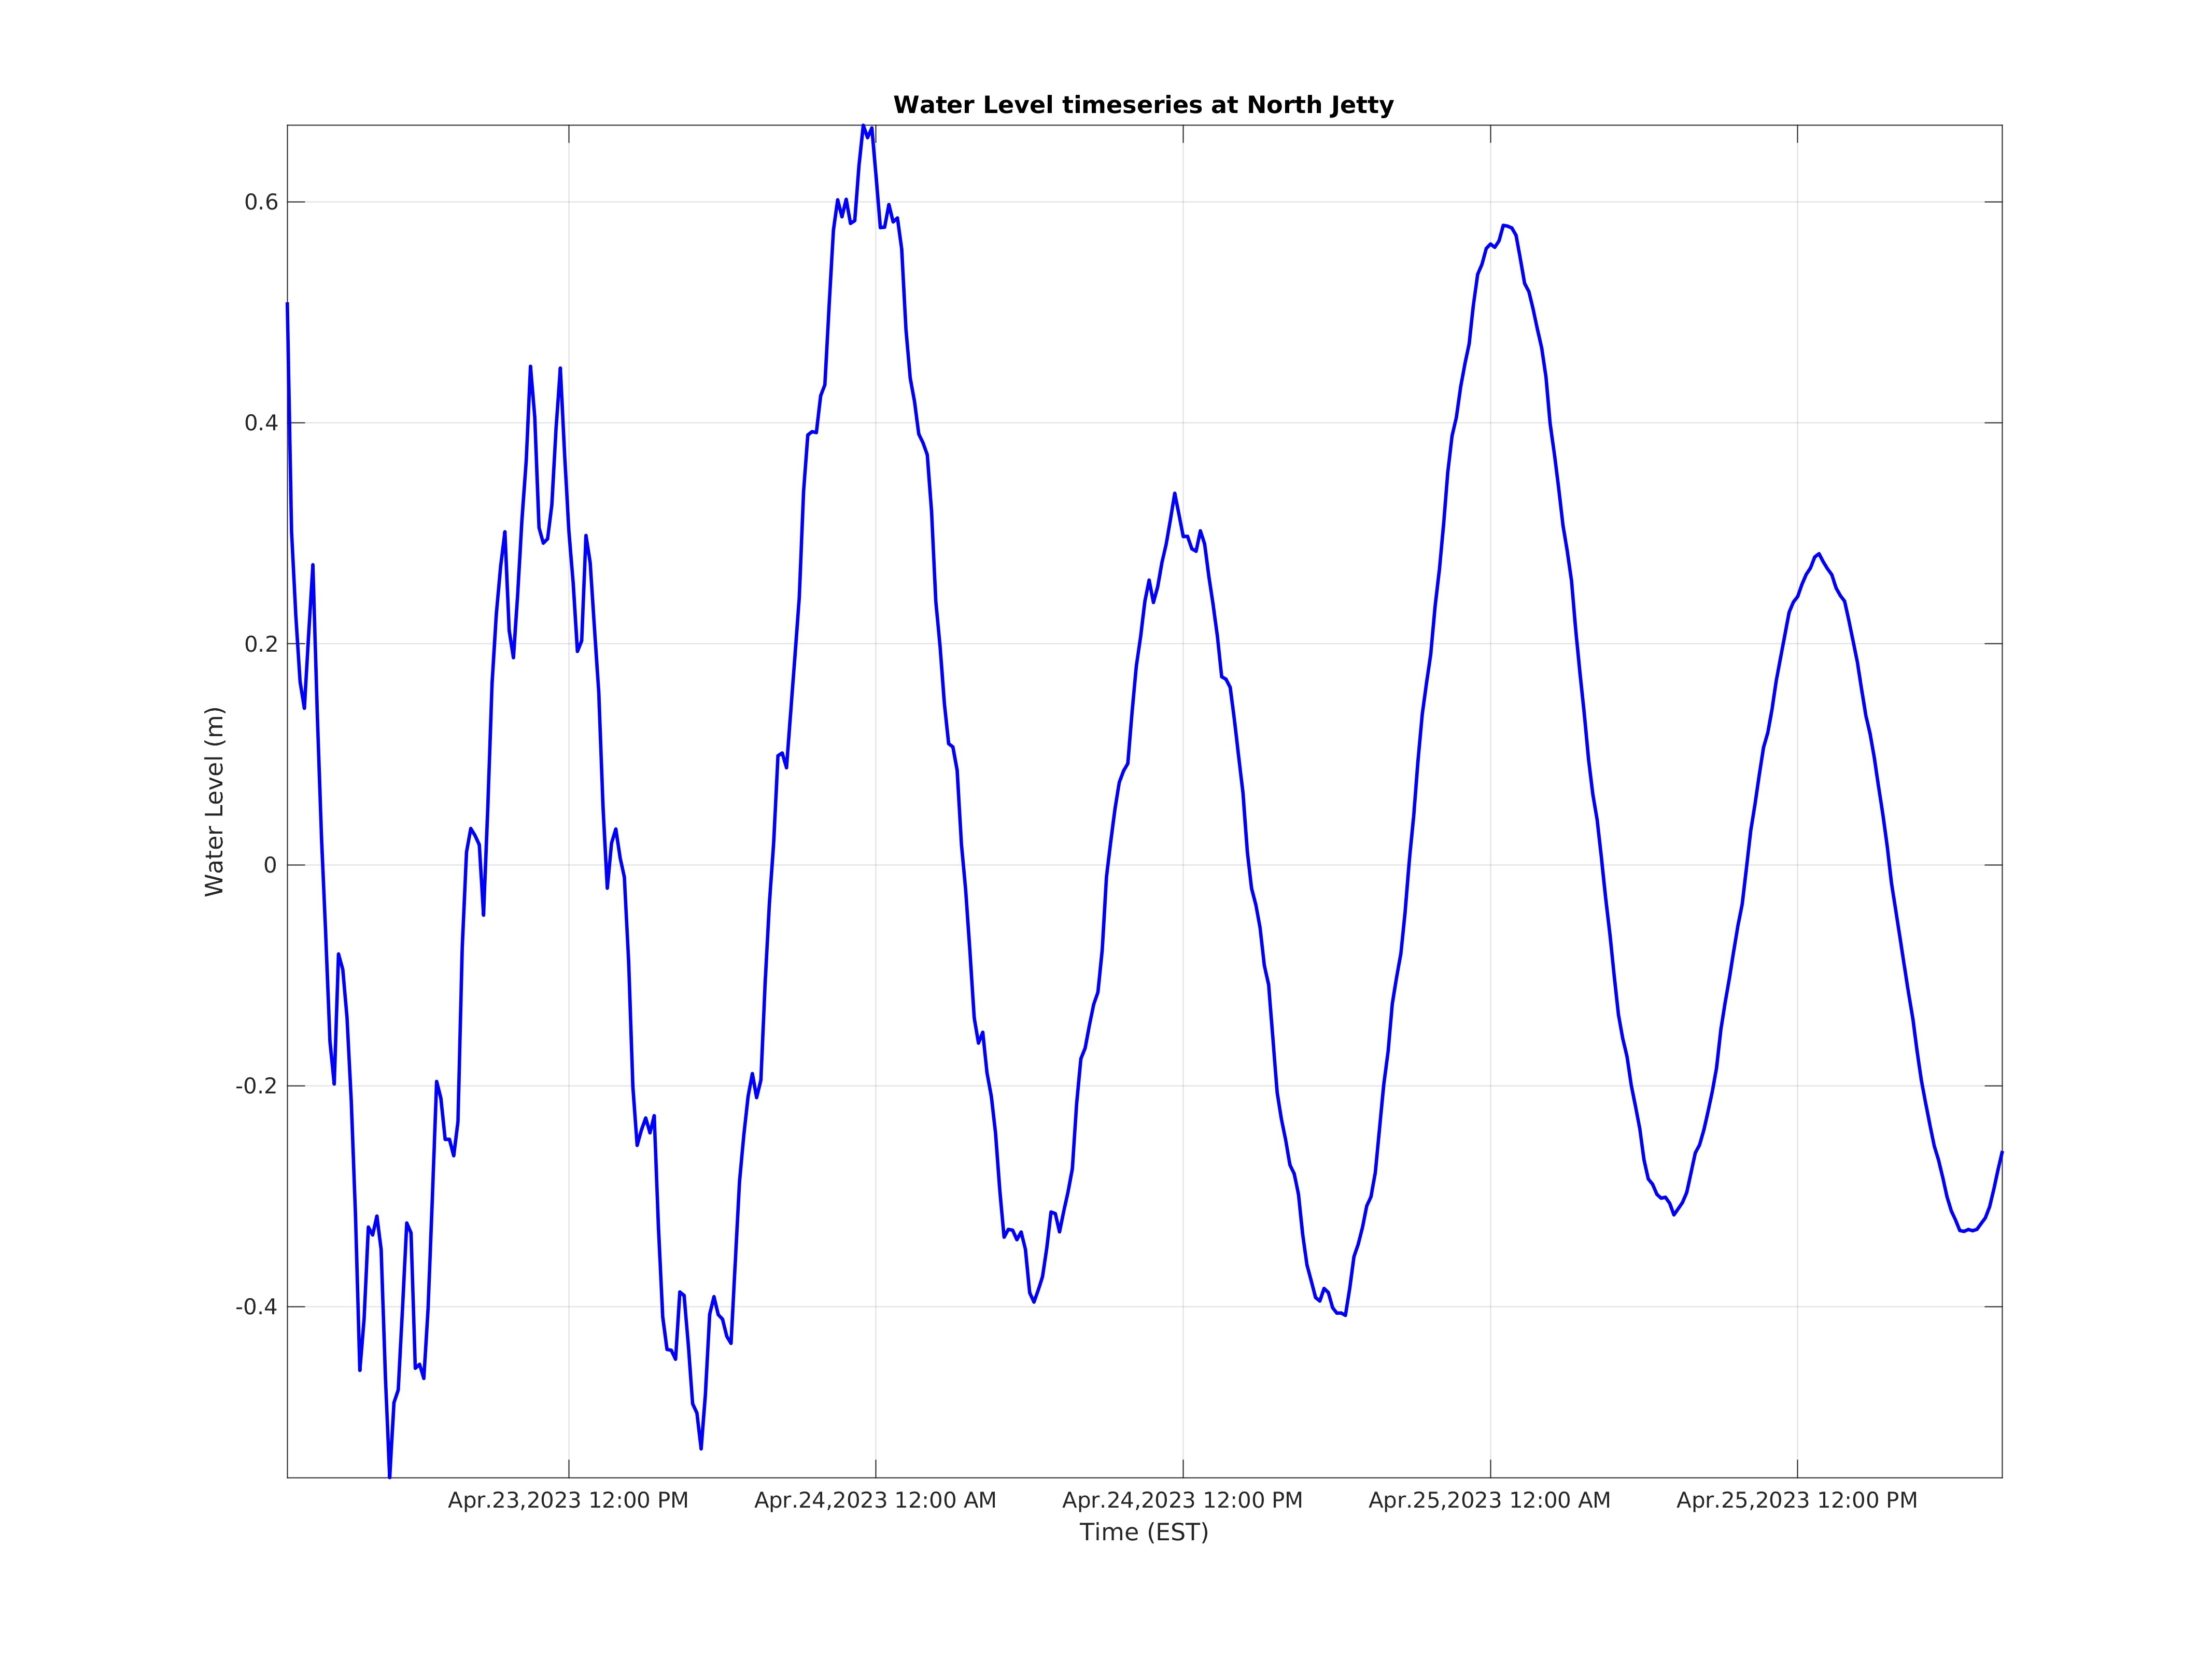 Water Level timeseries at North Jetty
0.6
0.4
0.2
0
-0.2
-0.4
Water Level (m)
Apr.23,2023 12:00 PM
Apr.24,2023 12:00 AM
Apr.24,2023 12:00 PM
Apr.25,2023 12:00 AM
Apr.25,2023 12:00 PM
Time (EST)